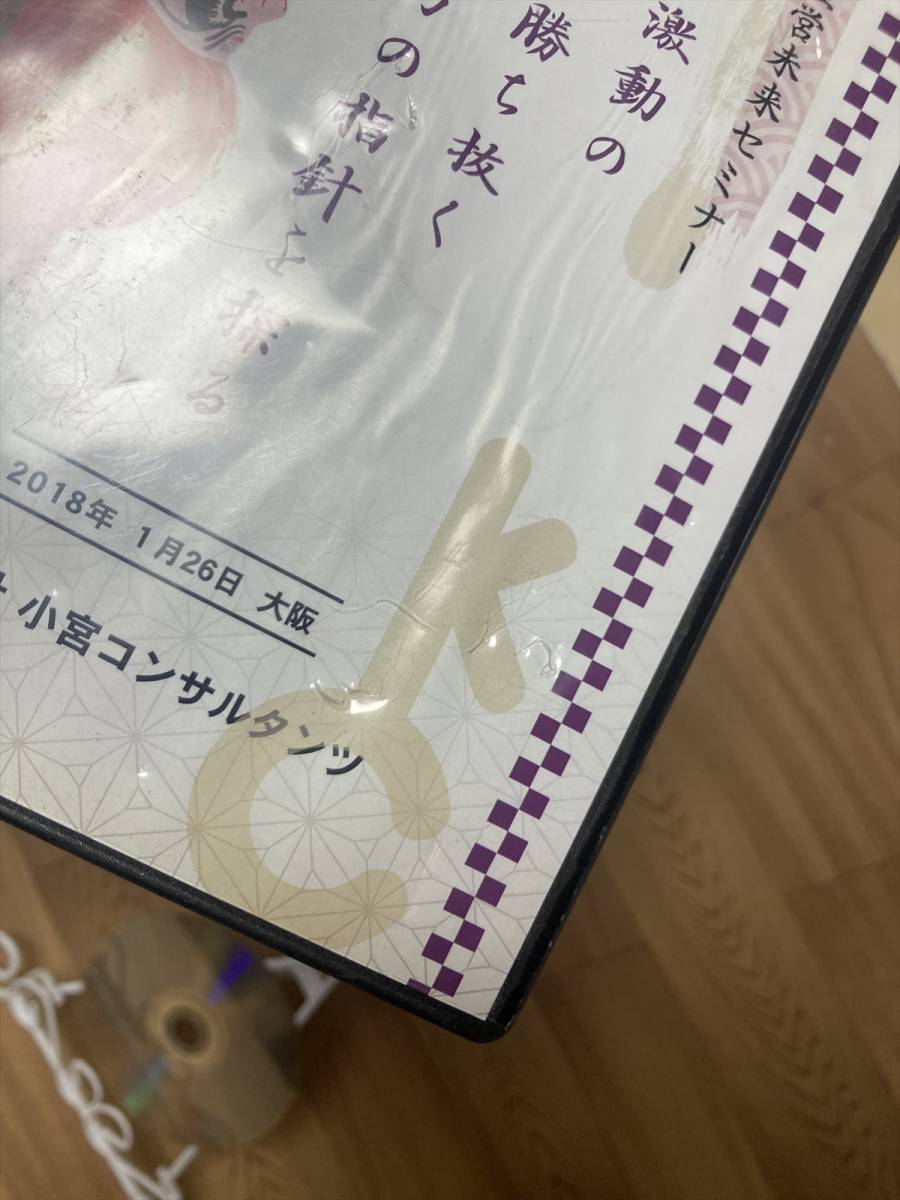 営未来セミナー
激動の
勝ち抜く
の指針を探る
2018年 1月26日 大阪
小宮コンサルタンツ
KC